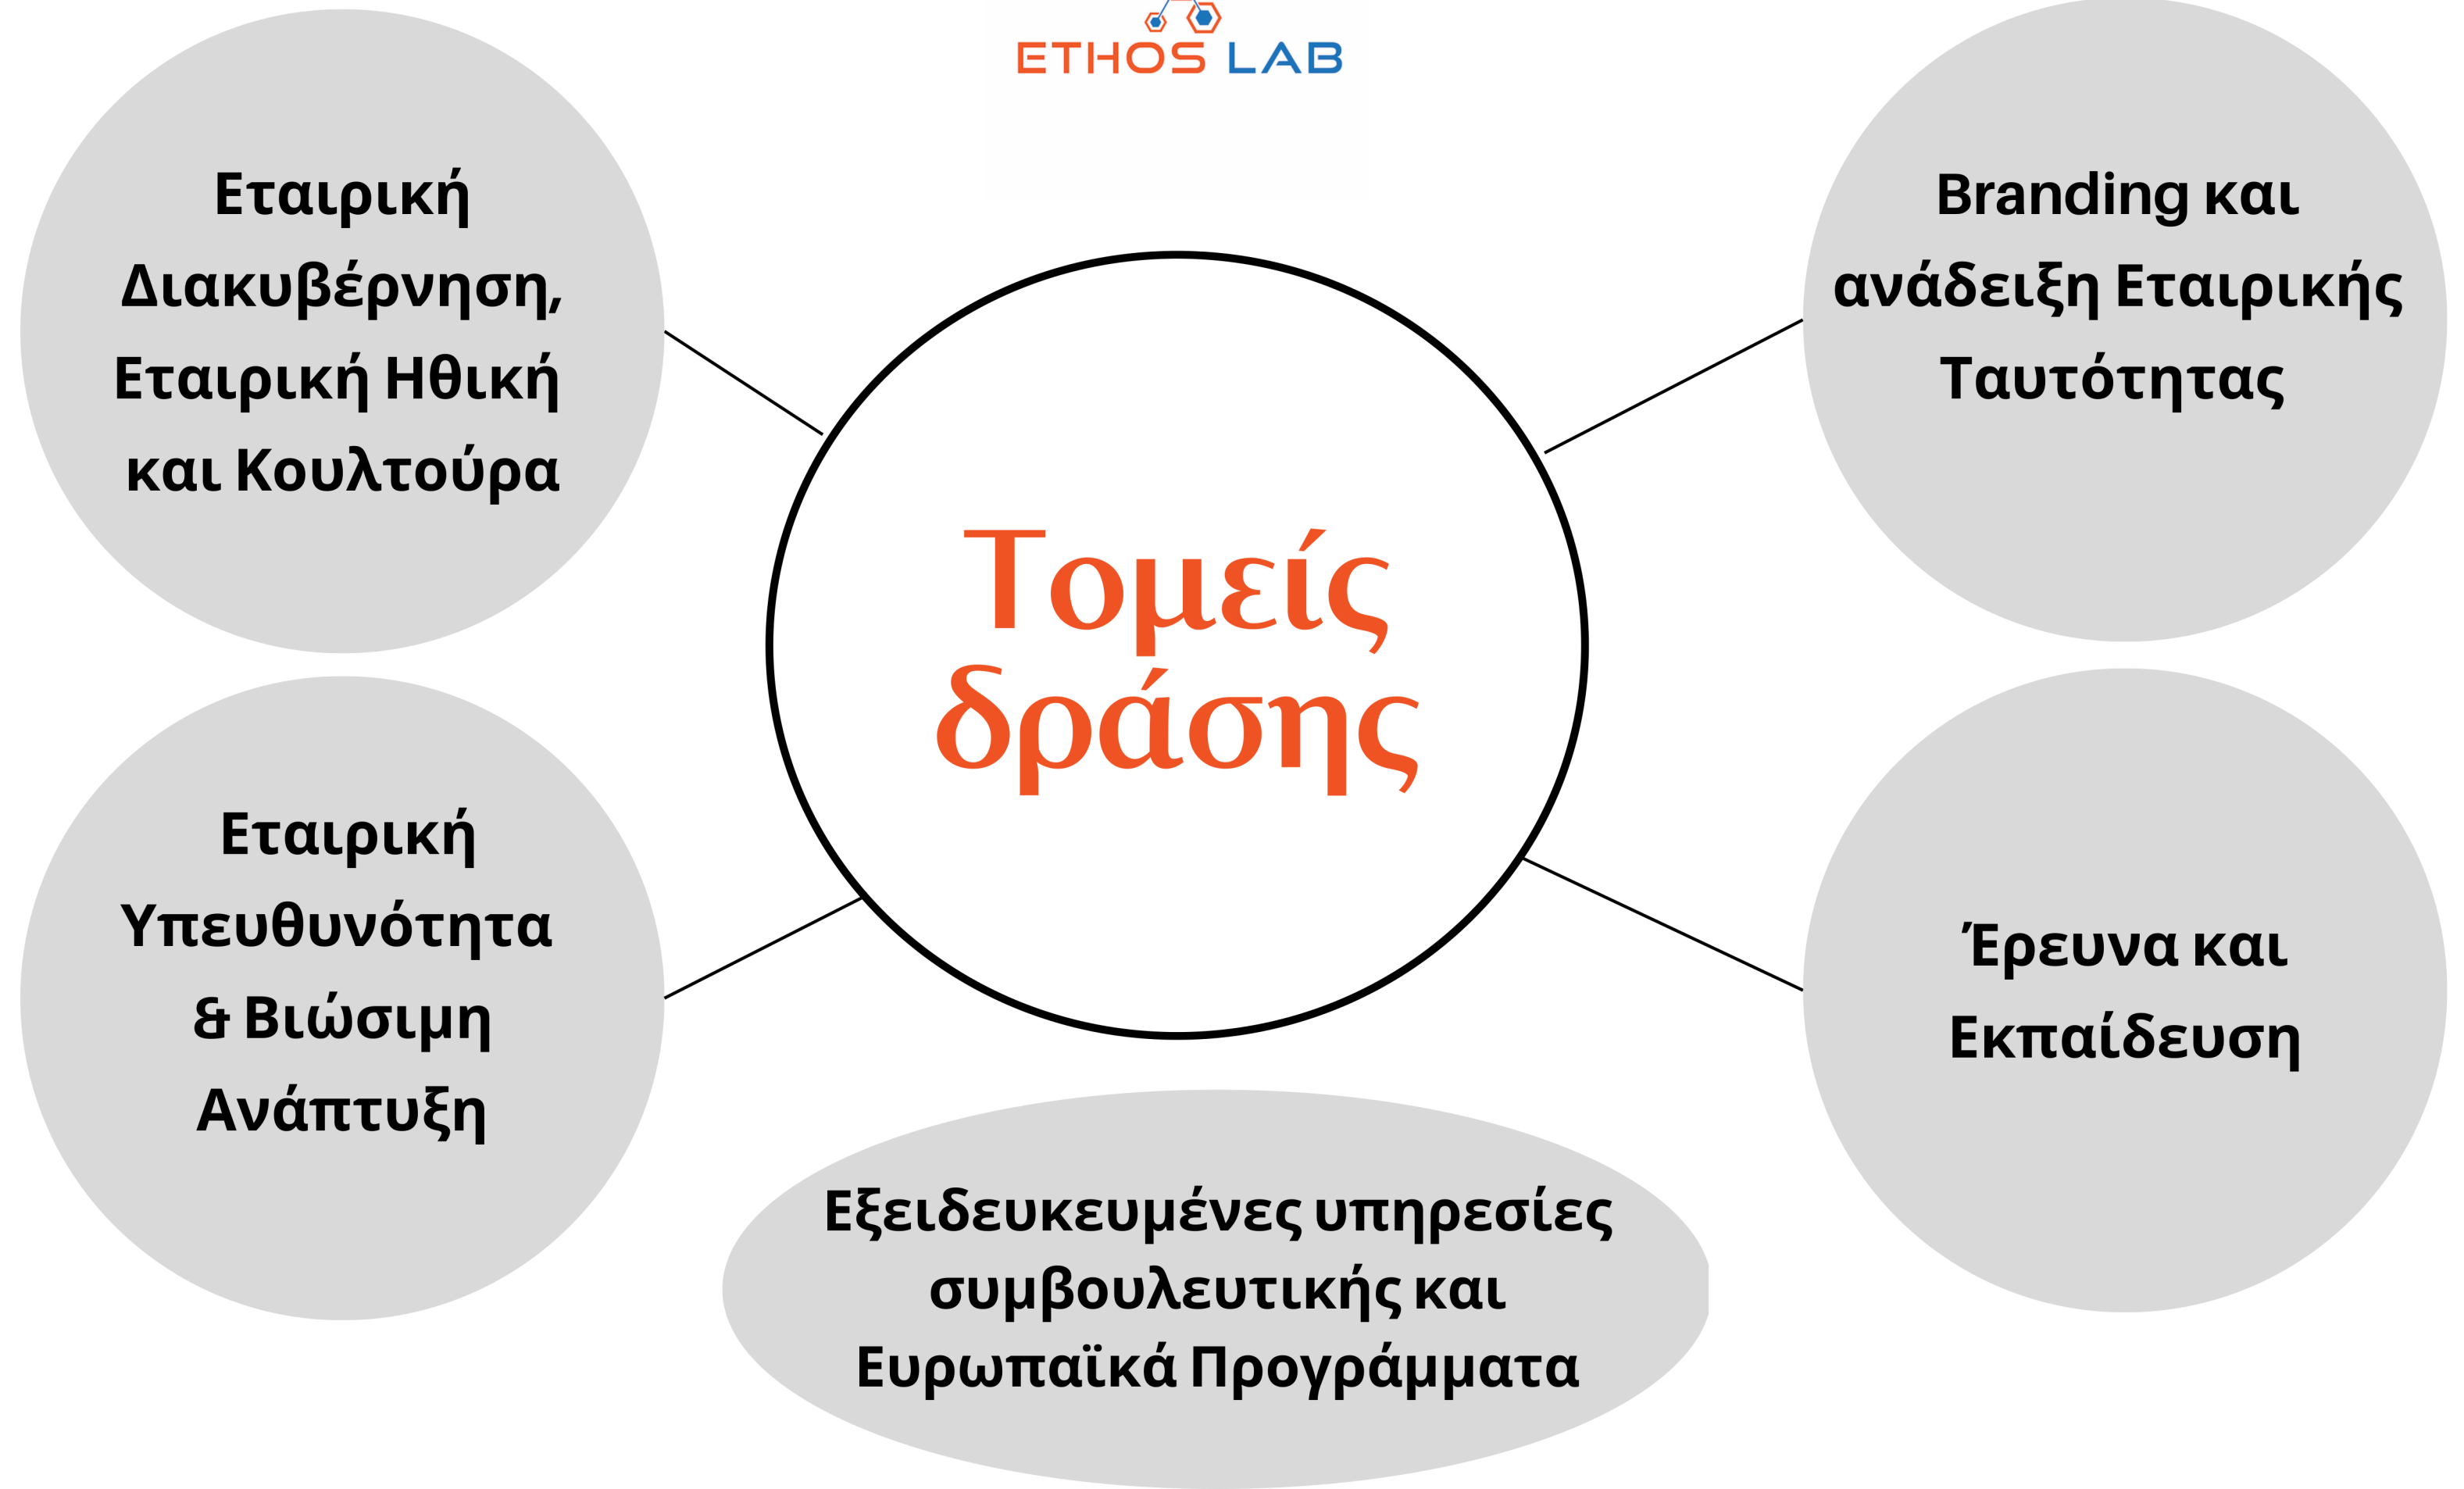 ETHOS LAB
Εταιρική
Διακυβέρνηση,
Εταιρική Ηθική
και Κουλτούρα
Branding και
ανάδειξη Εταιρικής
Ταυτότητας
Τομείς
δράσης
Εταιρική
Υπευθυνότητα
& Βιώσιμη
Ανάπτυξη
Έρευνα και
Εκπαίδευση
Εξειδευκευμένες υπηρεσίες
συμβουλευτικής και
Ευρωπαϊκά Προγράμματα